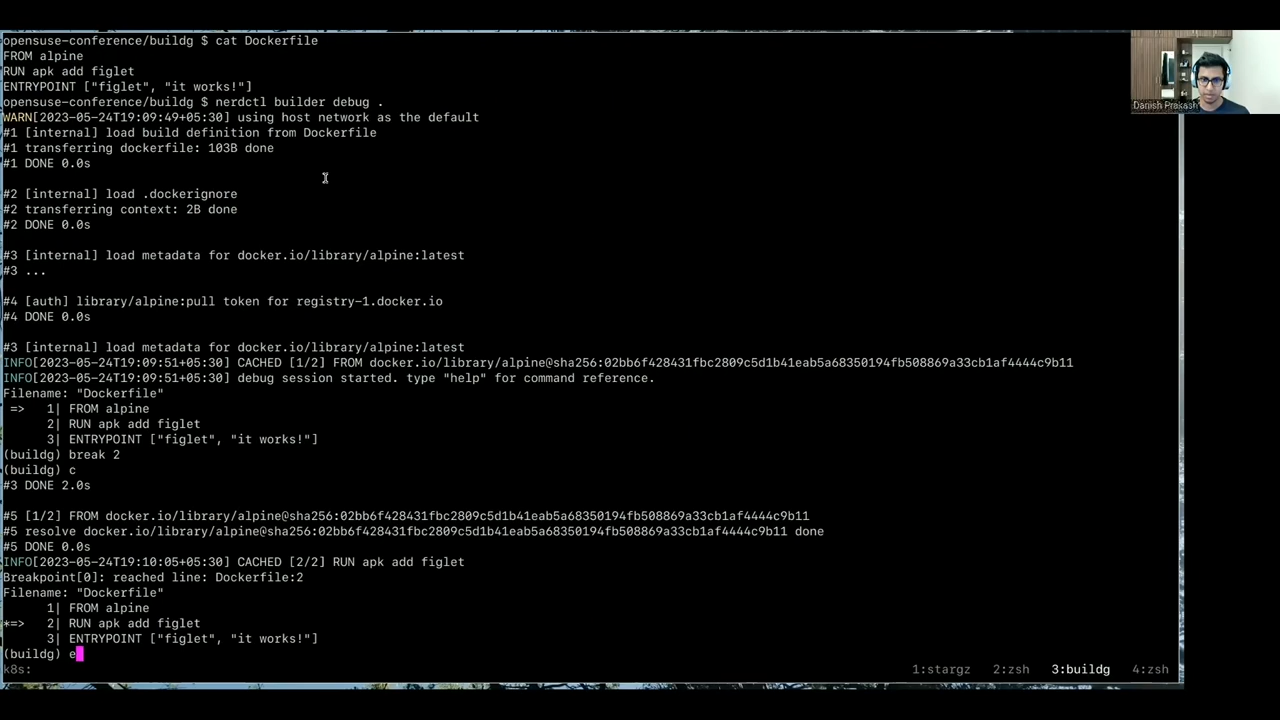 opensuse-conference/buildg $ cat Dockerfile
FROM alpine
RUN apk add figlet
ENTRYPOINT ["figlet", "it works!"]
opensuse-conference/buildg $ nerdctl builder debug .
WARN[2023-05-24T19:09:49+05:30] using host network as the default
#1 [internal] load build definition from Dockerfile
#1 transferring dockerfile: 103B done
#1 DONE 0.0s
#2 [internal] load .dockerignore
#2 transferring context: 2B done
#2 DONE 0.0s
#3 [internal] load metadata for docker.io/library/alpine:latest
#3 ...
#4 [auth] library/alpine:pull token for registry-1.docker.io
#4 DONE 0.0s
#3 [internal] load metadata for docker.io/library/alpine:latest
INFO[2023-05-24T19:09:51+05:30] CACHED [1/2] FROM docker.io/library/alpine@sha256:02bb6f428431fbc2809c5d1b41eab5a68350194fb508869a33cb1af4444c9b11
INFO[2023-05-24T19:09:51+05:30] debug session started. type "help" for command reference.
Filename: "Dockerfile"
=> 1| FROM alpine
2| RUN apk add figlet
3| ENTRYPOINT ["figlet", "it works!"]
(buildg) break 2
(buildg) c
#3 DONE 2.0s
#5 [1/2] FROM docker.io/library/alpine@sha256:02bb6f428431fbc2809c5d1b41eab5a68350194fb508869a33cb1af4444c9b11
#5 resolve docker.io/library/alpine@sha256:02bb6f428431fbc2809c5d1b41eab5a68350194fb508869a33cb1af4444c9b11 done
#5 DONE 0.0s
INFO[2023-05-24T19:10:05+05:30] CACHED [2/2] RUN apk add figlet
Breakpoint[0]: reached line: Dockerfile:2
Filename: "Dockerfile"
1| FROM alpine
*=> 2| RUN apk add figlet
3| ENTRYPOINT ["figlet", "it works!"]
(buildg) e
k8s: 1:stargz 2:zsh 3:buildg 4:zsh
Danish Prakash